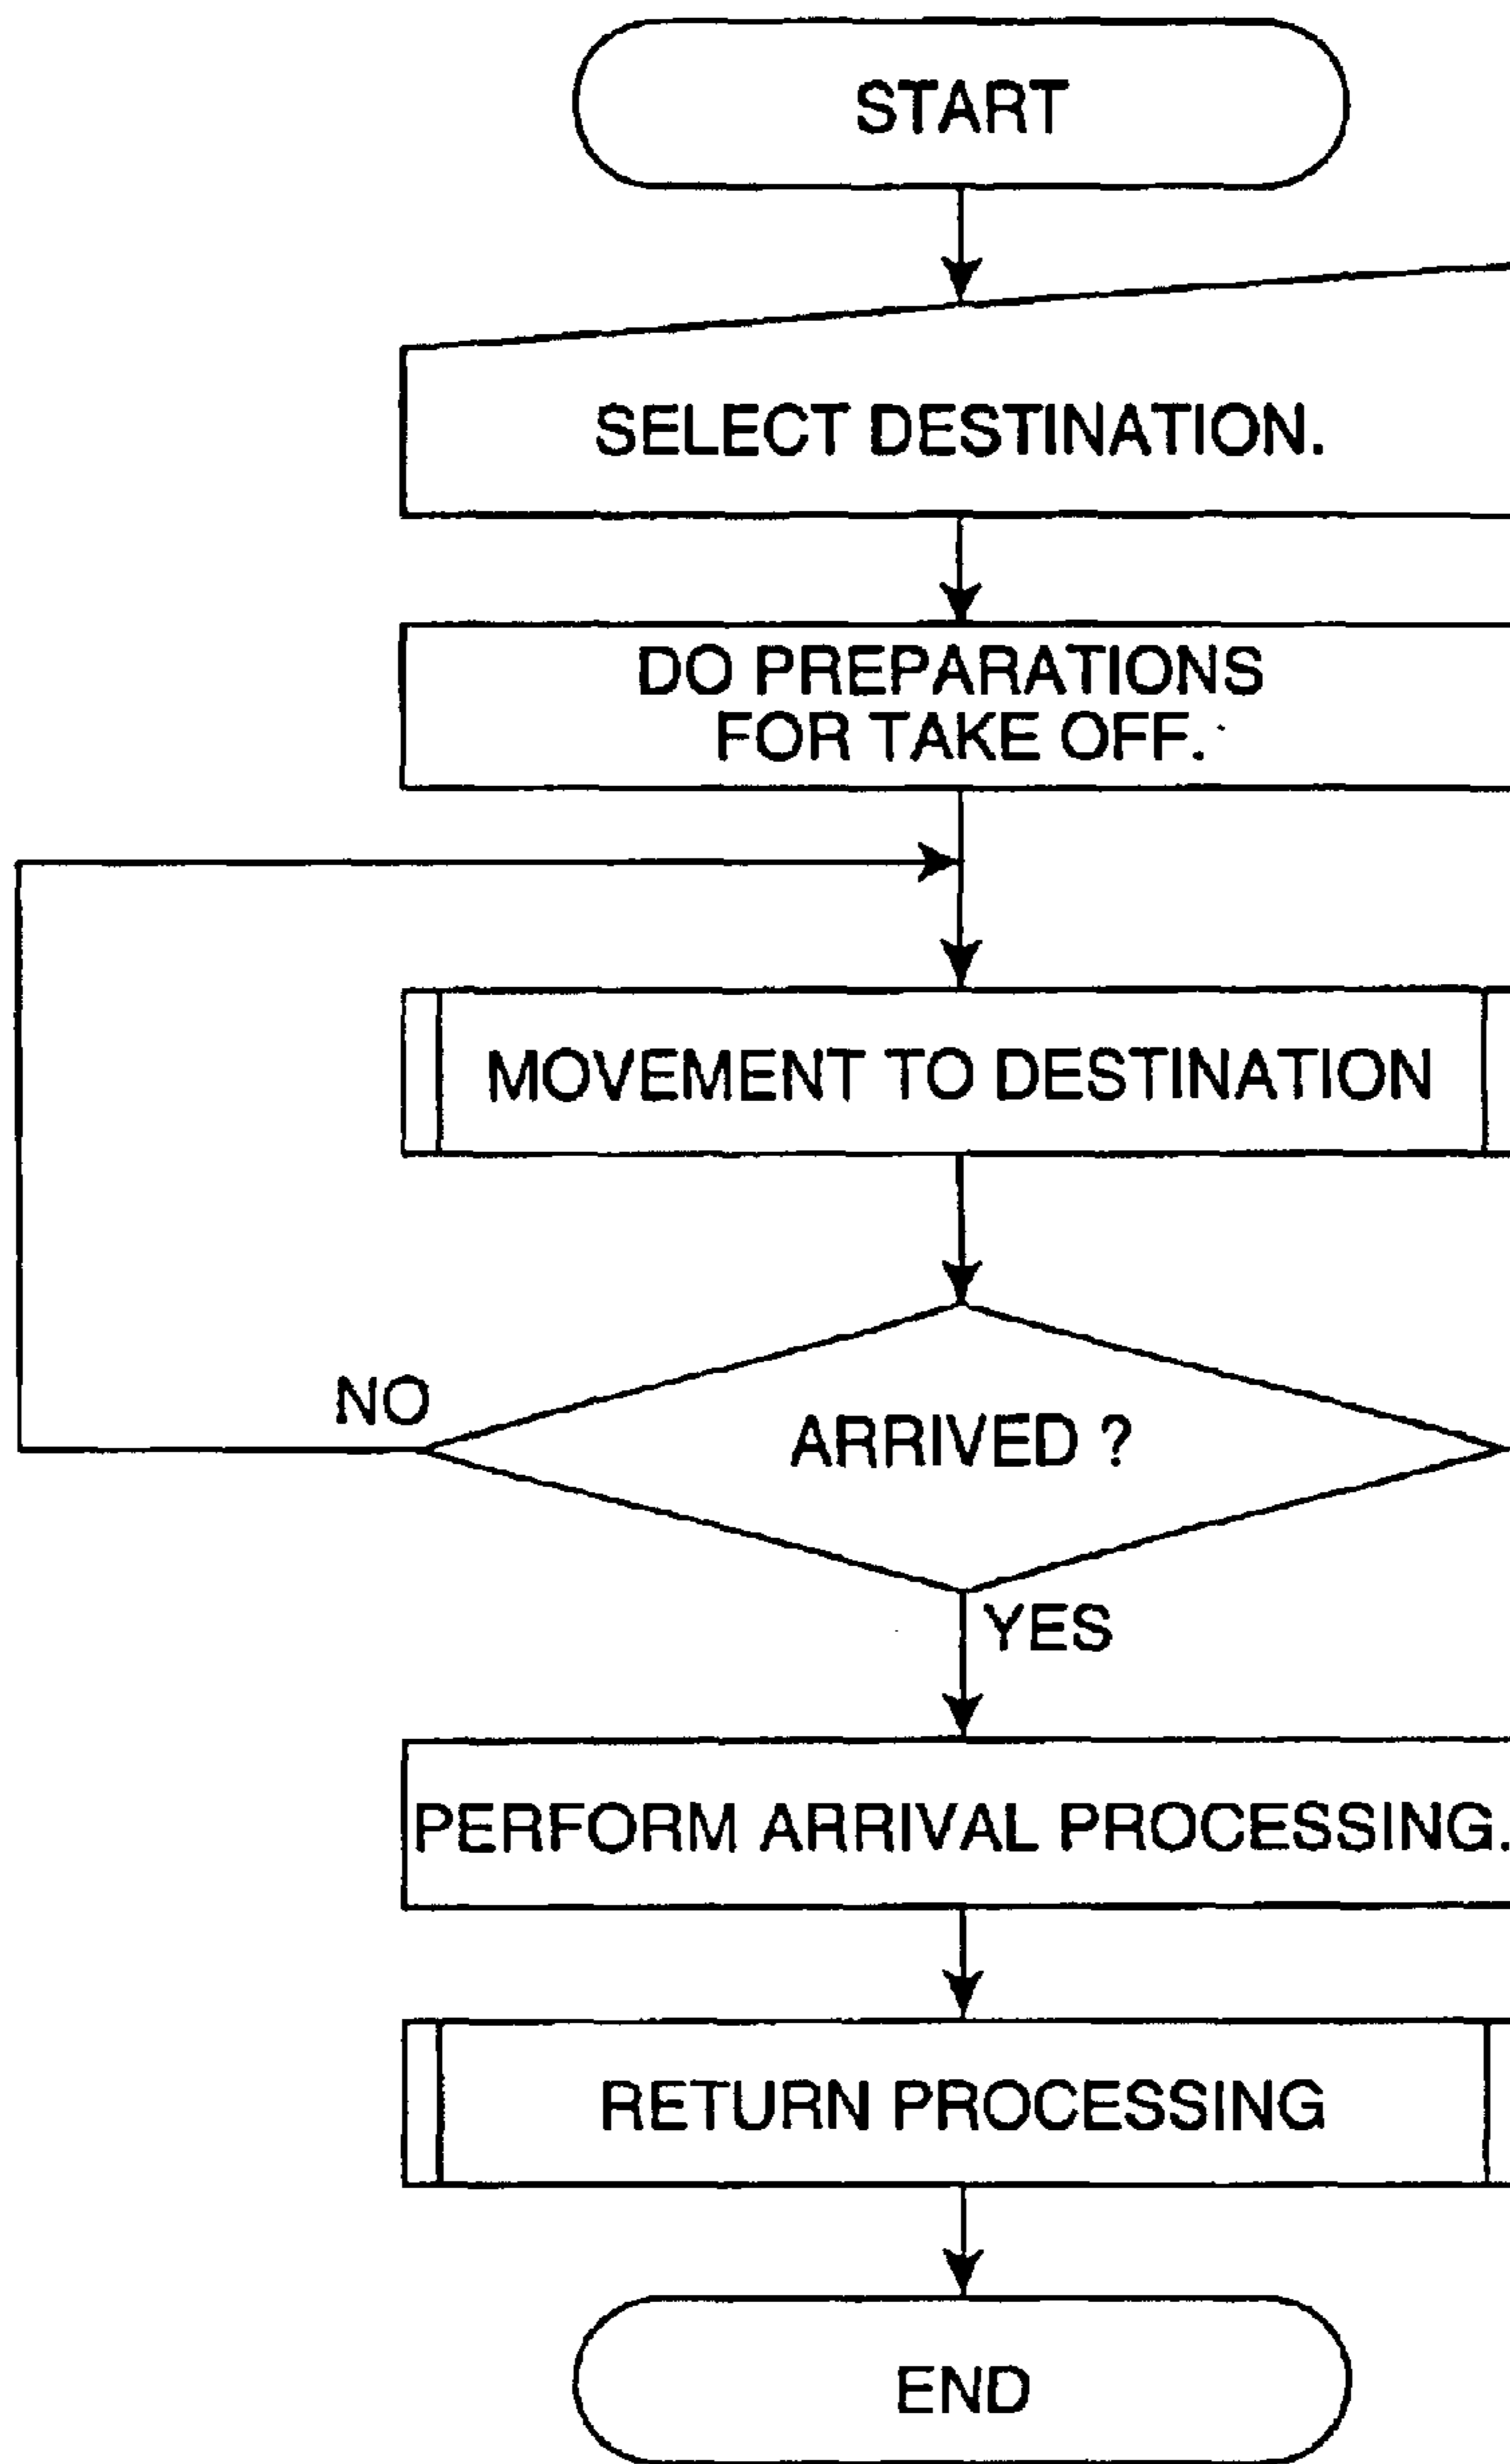 START
SELECT DESTINATION.
DO PREPARATIONS
FOR TAKE OFF.
MOVEMENT TO DESTINATION
NO
ARRIVED ?
YES
PERFORM ARRIVAL PROCESSING.
RETURN PROCESSING
END